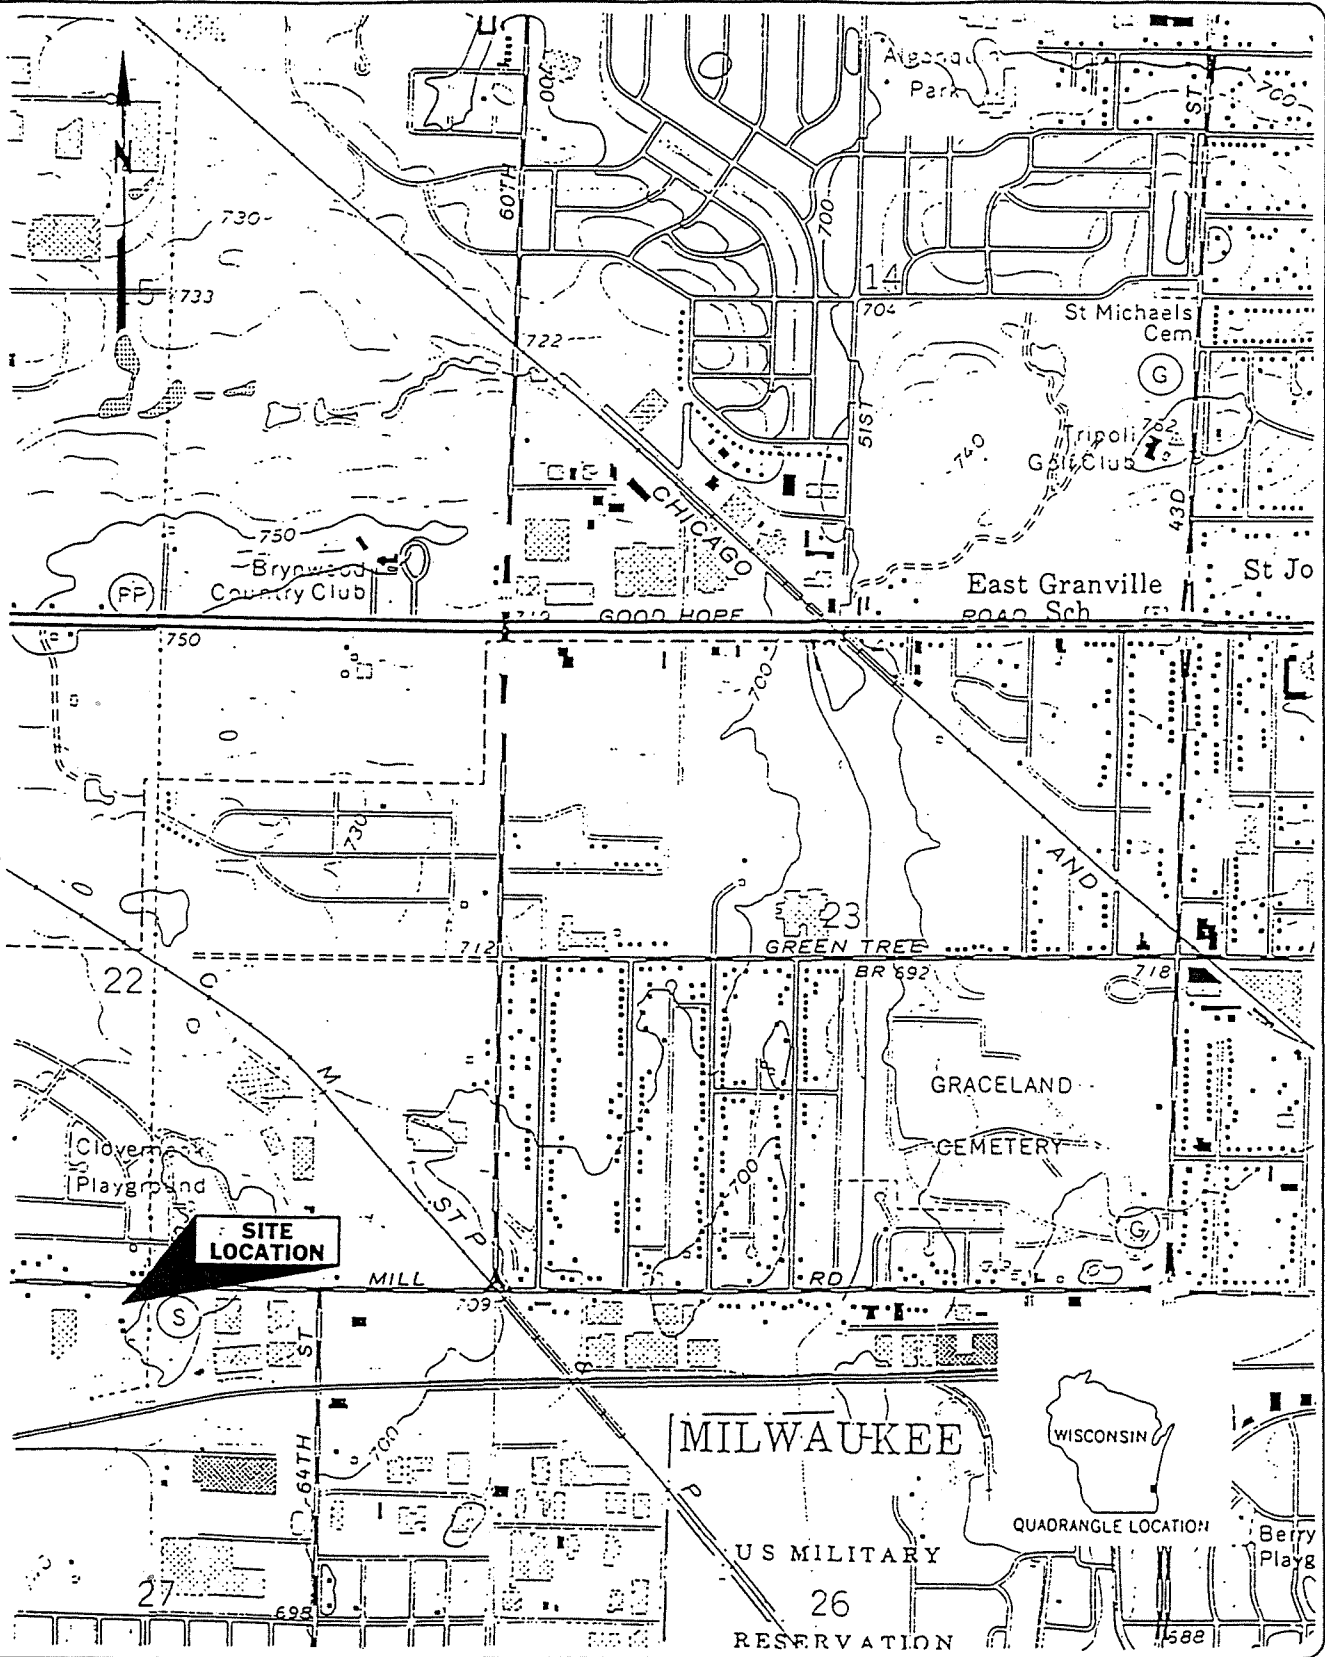 Algonquin
Park
ST
700
700
N
60TH
730
700
5
733
14
704
St Michaels
Cem
722
G
51ST
762
Tripoli
Golf Club
740
43D
CHICAGO
750
Brynwood
Country Club
PP
East Granville
Sch
St Jo
GOOD HOPE
ROAD
750
700
730
AND
23
712
GREEN TREE
BR 692
718
22
C
M
GRACELAND
CEMETERY
Clovernook
Playground
700
ST P
G
SITE
LOCATION
MILL
RD
709
S
ST
R
700
MILWAUKEE
WISCONSIN
64TH
P
QUADRANGLE LOCATION
Berry
Playg
US MILITARY
27
26
698
RESERVATION
688